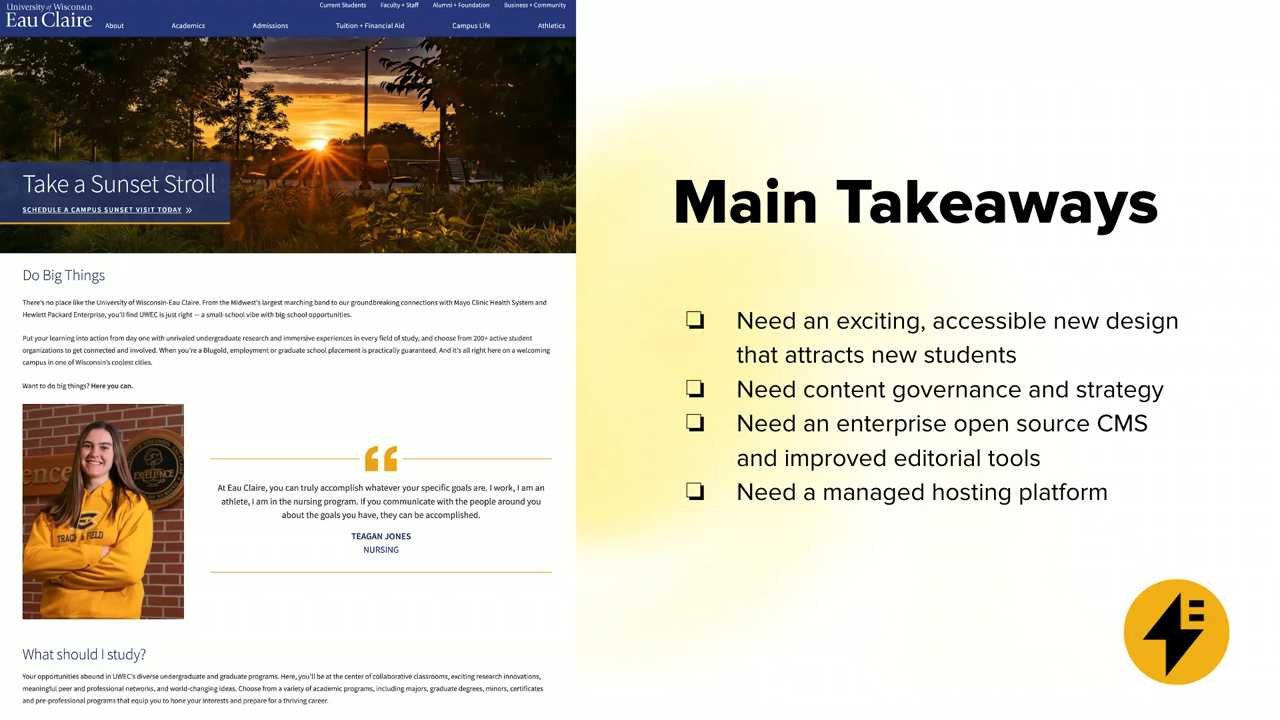 University of Wisconsin
Eau Claire
Current Students Faculty + Staff Alumni + Foundation Business + Community
About Academics Admissions Tuition + Financial Aid Campus Life Athletics
Take a Sunset Stroll
SCHEDULE A CAMPUS SUNSET VISIT TODAY »
Do Big Things
There's no place like the University of Wisconsin-Eau Claire. From the Midwest's largest marching band to our groundbreaking connections with Mayo Clinic Health System and
Hewlett Packard Enterprise, you'll find UWEC is just right — a small-school vibe with big-school opportunities.
Put your learning into action from day one with unrivaled undergraduate research and immersive experiences in every field of study, and choose from 200+ active student
organizations to get connected and involved. When you're a Blugold, employment or graduate school placement is practically guaranteed. And it's all right here on a welcoming
campus in one of Wisconsin's coolest cities.
Want to do big things? Here you can.
ence
EXCELLENCE
TRACK & FIELD
“
At Eau Claire, you can truly accomplish whatever your specific goals are. I work, I am an
athlete, I am in the nursing program. If you communicate with the people around you
about the goals you have, they can be accomplished.
TEAGAN JONES
NURSING
What should I study?
Your opportunities abound in UWEC's diverse undergraduate and graduate programs. Here, you'll be at the center of collaborative classrooms, exciting research innovations,
meaningful peer and professional networks, and world-changing ideas. Choose from a variety of academic programs, including majors, graduate degrees, minors, certificates
and pre-professional programs that equip you to hone your interests and prepare for a thriving career.
Main Takeaways
❏ Need an exciting, accessible new design
that attracts new students
❏ Need content governance and strategy
❏ Need an enterprise open source CMS
and improved editorial tools
❏ Need a managed hosting platform